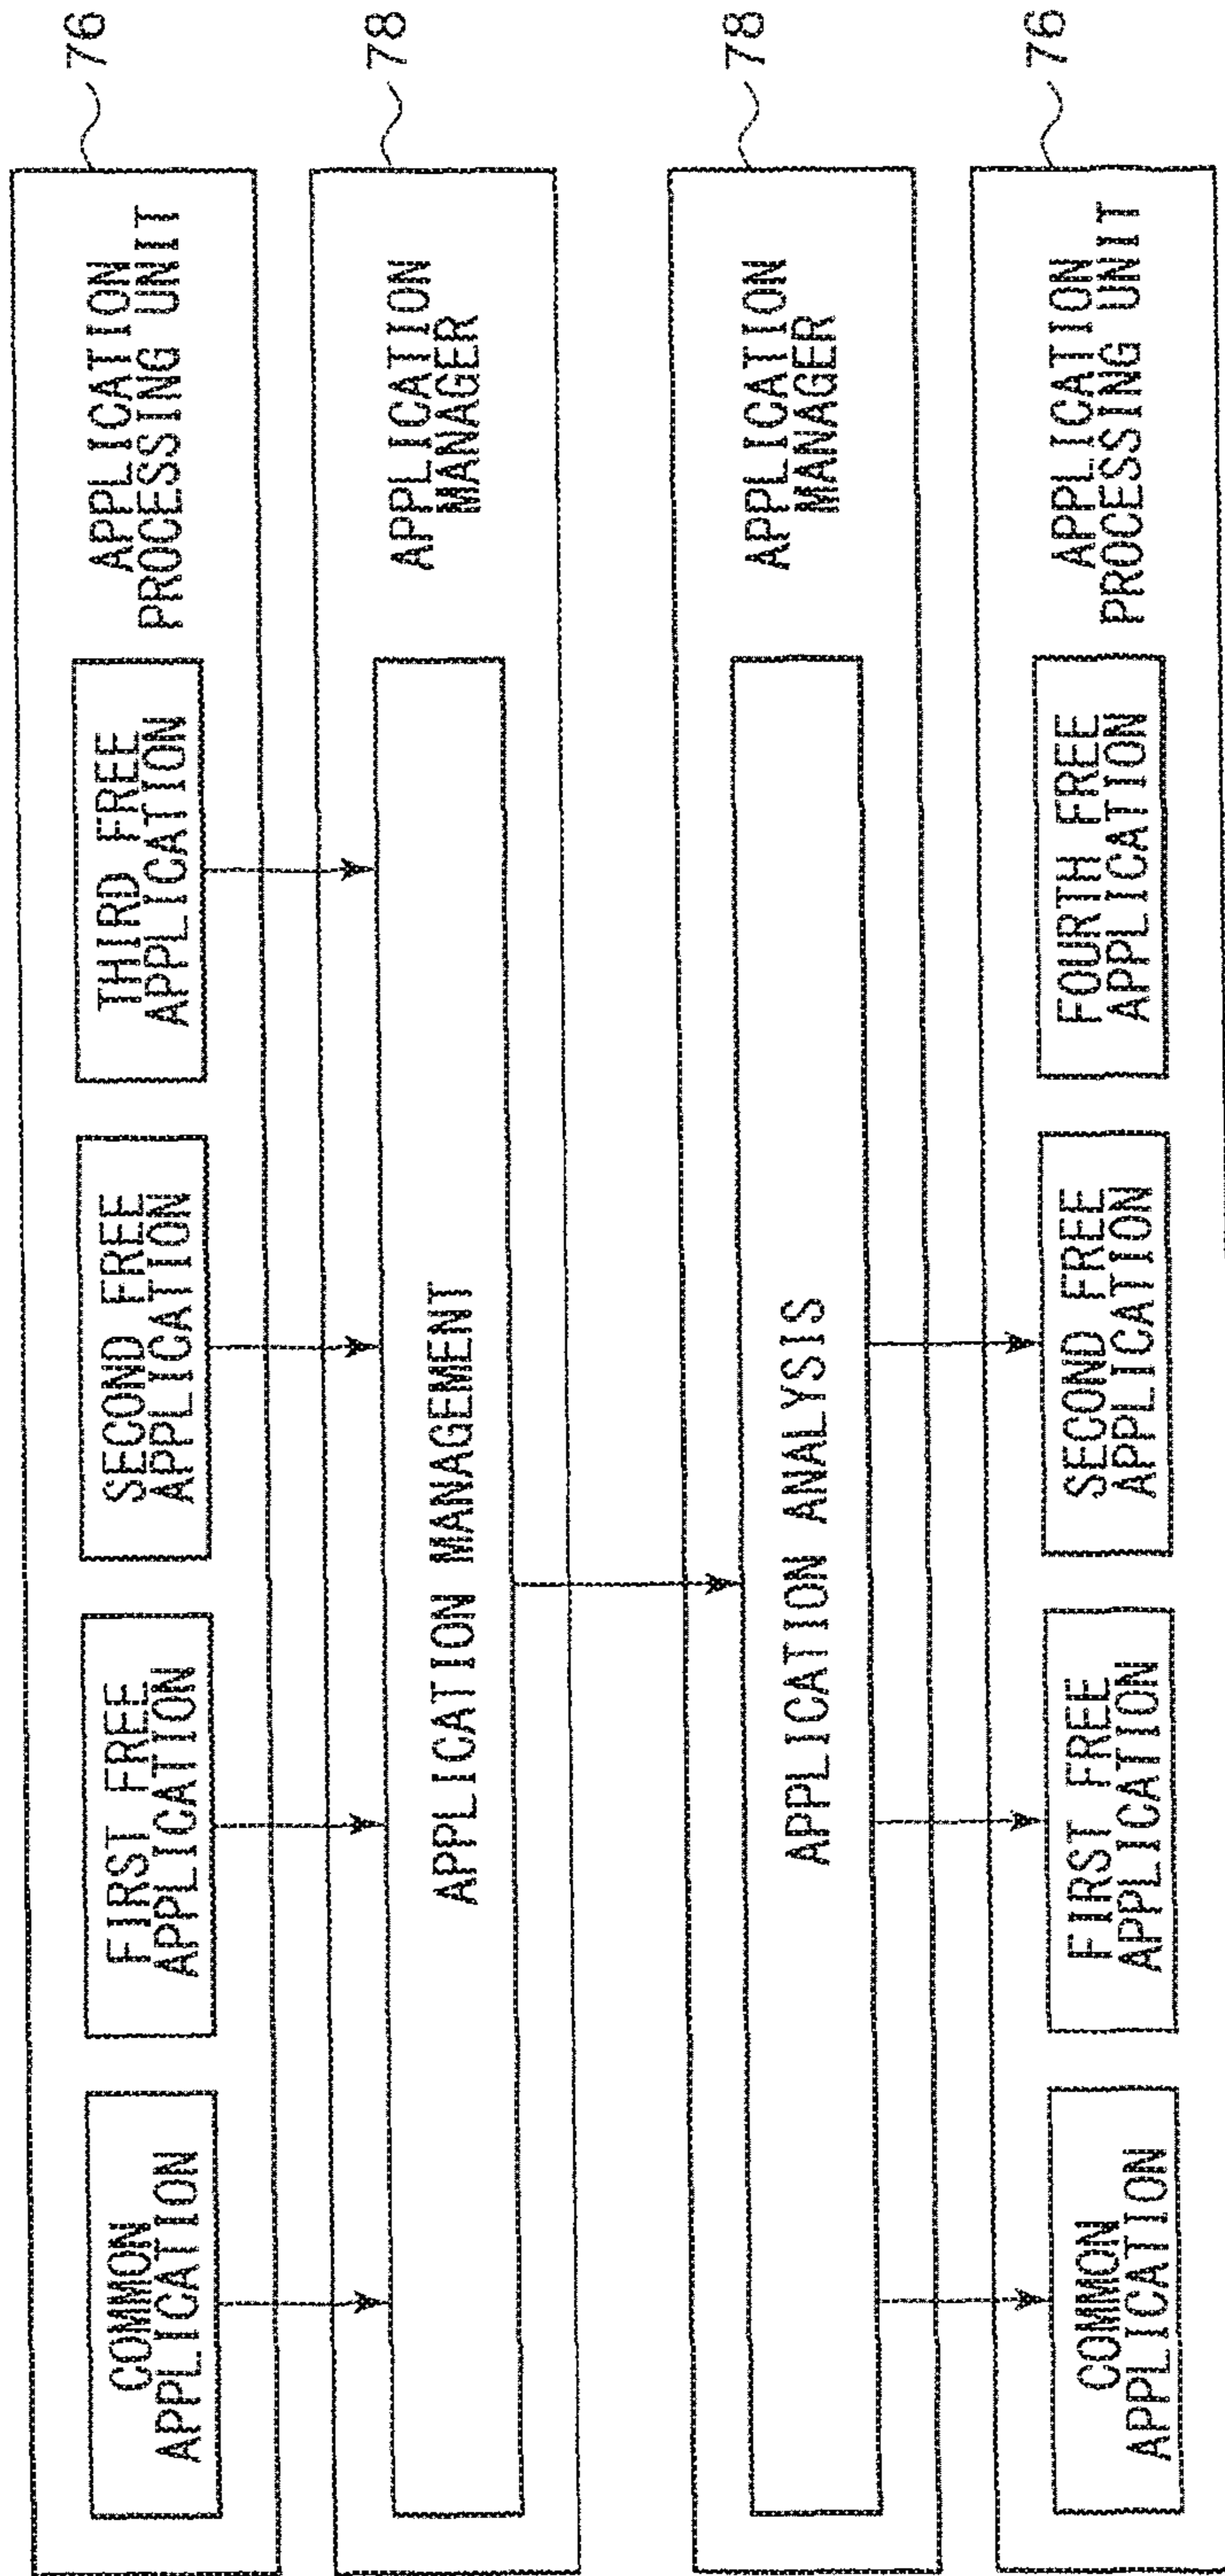 COMMON
APPLICATION
FIRST FREE
APPLICATION
SECOND FREE
APPLICATION
THIRD FREE
APPLICATION
APPLICATION
PROCESSING UNIT
76
APPLICATION MANAGEMENT
APPLICATION
MANAGER
78
APPLICATION ANALYSIS
APPLICATION
MANAGER
78
COMMON
APPLICATION
FIRST FREE
APPLICATION
SECOND FREE
APPLICATION
FOURTH FREE
APPLICATION
APPLICATION
PROCESSING UNIT
76